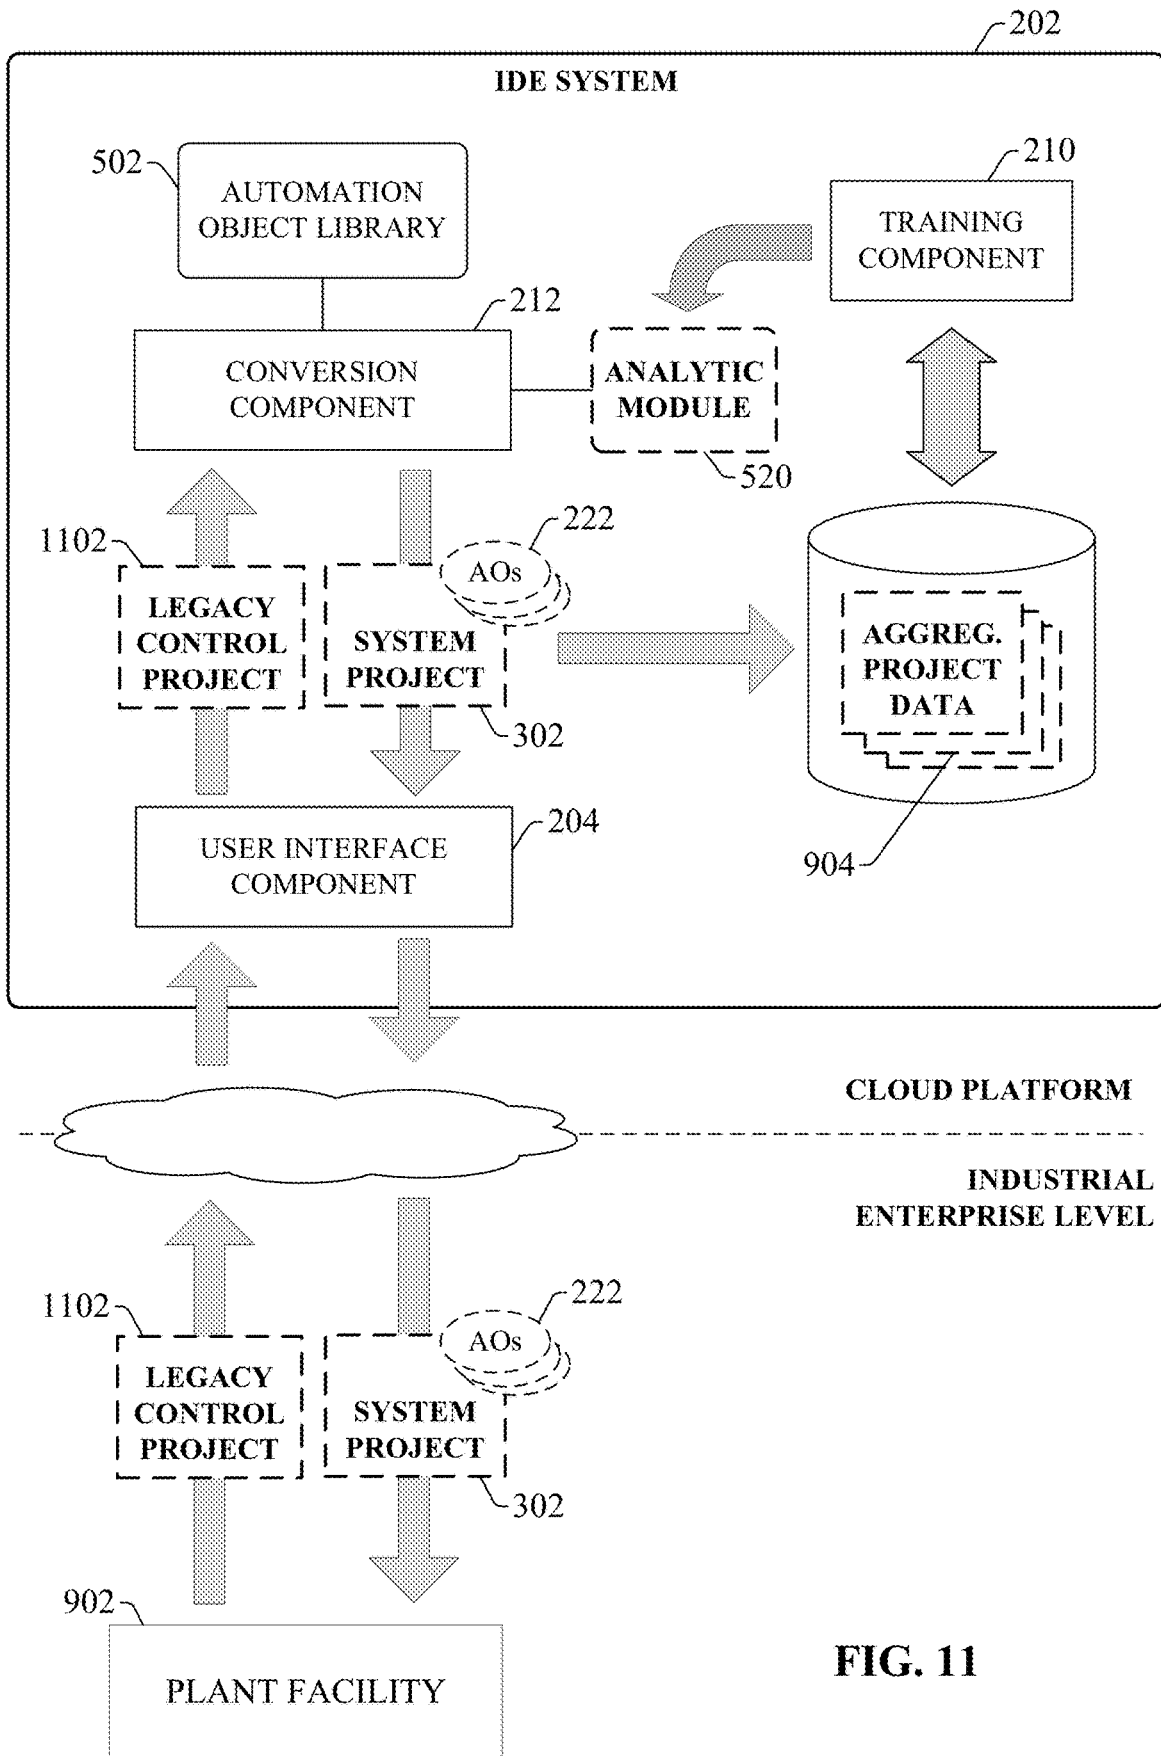 202
IDE SYSTEM
502
AUTOMATION
OBJECT LIBRARY
210
TRAINING
COMPONENT
212
CONVERSION
COMPONENT
ANALYTIC
MODULE
520
1102
LEGACY
CONTROL
PROJECT
222
AOs
SYSTEM
PROJECT
302
AGGREG.
PROJECT
DATA
904
204
USER INTERFACE
COMPONENT
CLOUD PLATFORM
INDUSTRIAL
ENTERPRISE LEVEL
1102
LEGACY
CONTROL
PROJECT
222
AOs
SYSTEM
PROJECT
302
902
PLANT FACILITY
FIG. 11